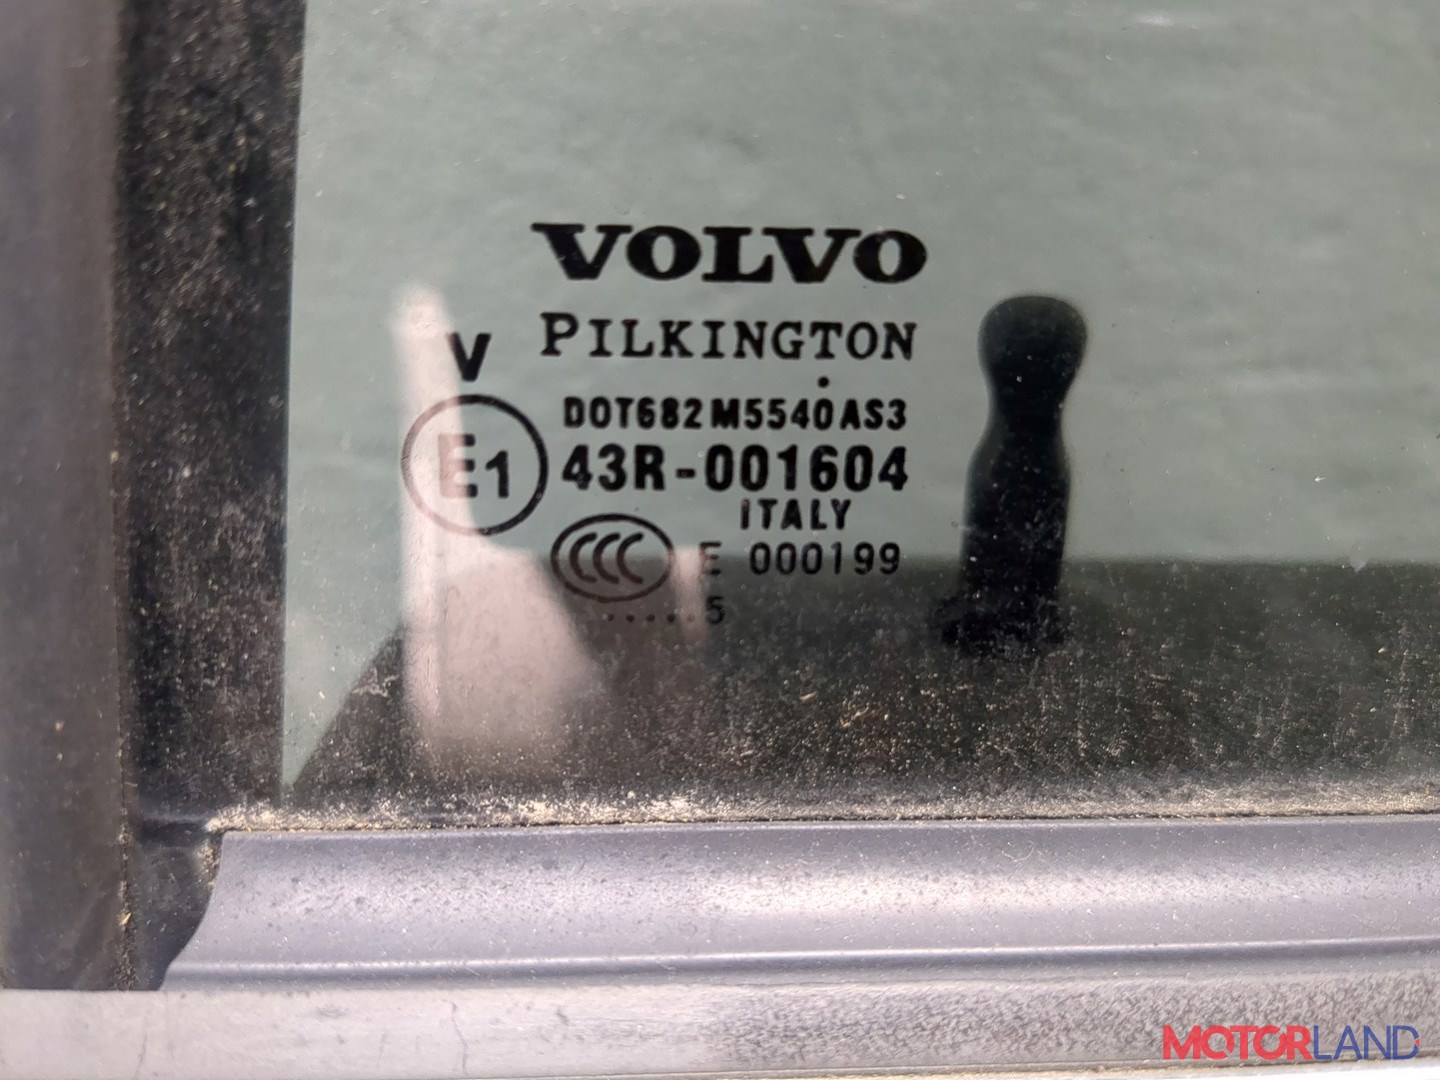 VOLVO
PILKINGTON
V
DOT682 M5540 AS3
E1 43R-001604
ITALY
CCC E 000199
.....5
MOTORLAND